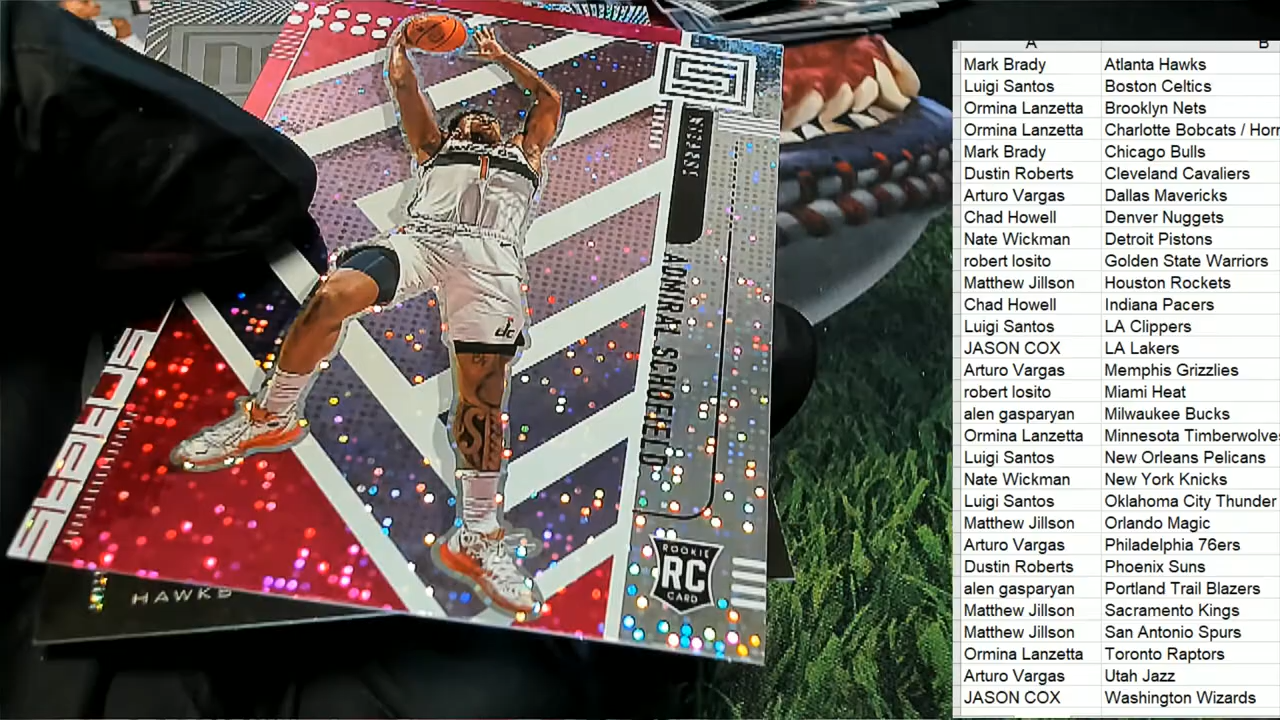 1
dc
WIZARDS
ADMIRAL SCHOFIELD
STATUS
ROOKIE
RC
CARD
HAWKS
A B
Mark Brady Atlanta Hawks
Luigi Santos Boston Celtics
Ormina Lanzetta Brooklyn Nets
Ormina Lanzetta Charlotte Bobcats / Horn
Mark Brady Chicago Bulls
Dustin Roberts Cleveland Cavaliers
Arturo Vargas Dallas Mavericks
Chad Howell Denver Nuggets
Nate Wickman Detroit Pistons
robert losito Golden State Warriors
Matthew Jillson Houston Rockets
Chad Howell Indiana Pacers
Luigi Santos LA Clippers
JASON COX LA Lakers
Arturo Vargas Memphis Grizzlies
robert losito Miami Heat
alen gasparyan Milwaukee Bucks
Ormina Lanzetta Minnesota Timberwolve
Luigi Santos New Orleans Pelicans
Nate Wickman New York Knicks
Luigi Santos Oklahoma City Thunder
Matthew Jillson Orlando Magic
Arturo Vargas Philadelphia 76ers
Dustin Roberts Phoenix Suns
alen gasparyan Portland Trail Blazers
Matthew Jillson Sacramento Kings
Matthew Jillson San Antonio Spurs
Ormina Lanzetta Toronto Raptors
Arturo Vargas Utah Jazz
JASON COX Washington Wizards